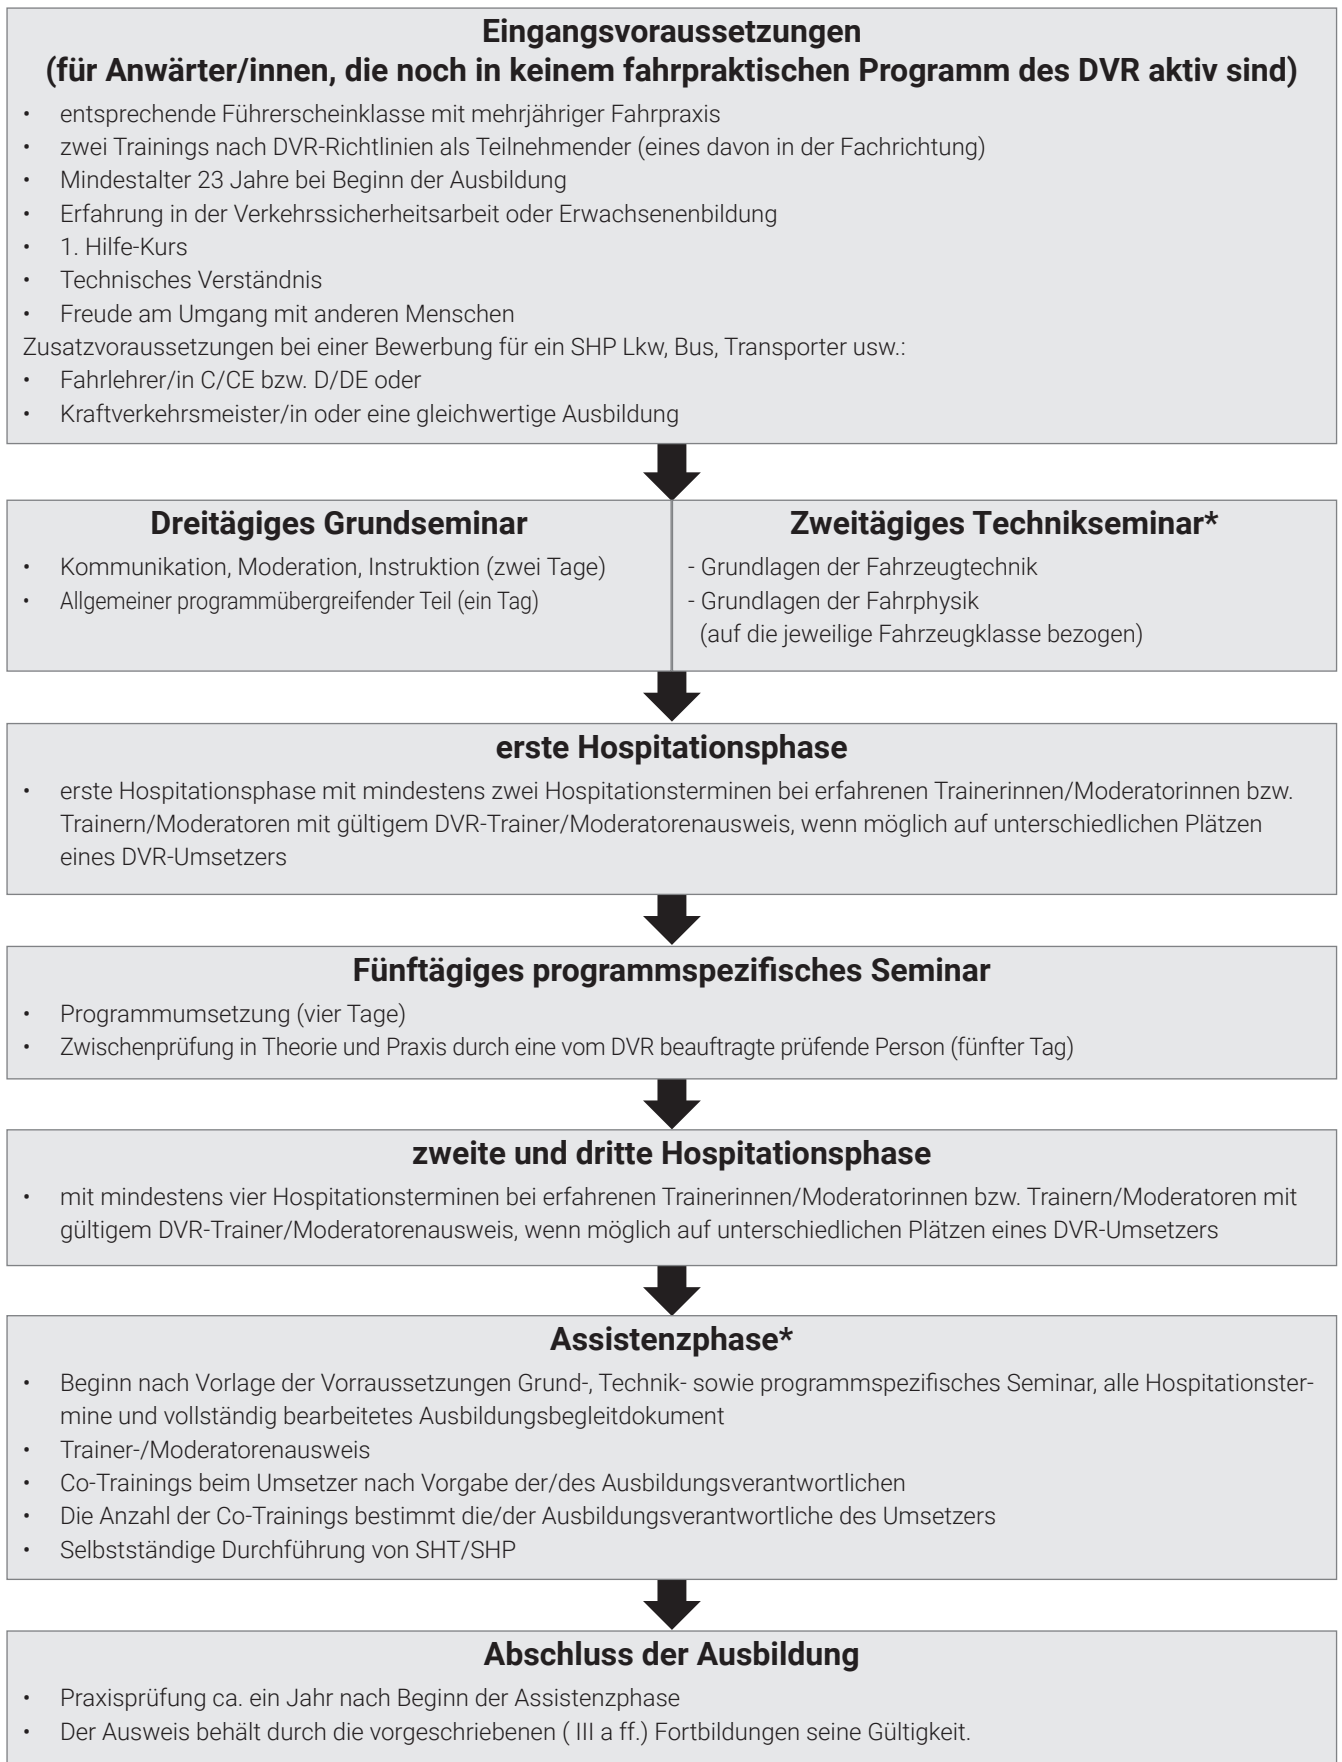 Eingangsvoraussetzungen
(für Anwärter/innen, die noch in keinem fahrpraktischen Programm des DVR aktiv sind)
• entsprechende Führerscheinklasse mit mehrjähriger Fahrpraxis
• zwei Trainings nach DVR-Richtlinien als Teilnehmender (eines davon in der Fachrichtung)
• Mindestalter 23 Jahre bei Beginn der Ausbildung
• Erfahrung in der Verkehrssicherheitsarbeit oder Erwachsenenbildung
• 1. Hilfe-Kurs
• Technisches Verständnis
• Freude am Umgang mit anderen Menschen
Zusatzvoraussetzungen bei einer Bewerbung für ein SHP Lkw, Bus, Transporter usw.:
• Fahrlehrer/in C/CE bzw. D/DE oder
• Kraftverkehrsmeister/in oder eine gleichwertige Ausbildung
Dreitägiges Grundseminar
• Kommunikation, Moderation, Instruktion (zwei Tage)
• Allgemeiner programmübergreifender Teil (ein Tag)
Zweitägiges Technikseminar*
- Grundlagen der Fahrzeugtechnik
- Grundlagen der Fahrphysik
(auf die jeweilige Fahrzeugklasse bezogen)
erste Hospitationsphase
• erste Hospitationsphase mit mindestens zwei Hospitationsterminen bei erfahrenen Trainerinnen/Moderatorinnen bzw.
Trainern/Moderatoren mit gültigem DVR-Trainer/Moderatorenausweis, wenn möglich auf unterschiedlichen Plätzen
eines DVR-Umsetzers
Fünftägiges programmspezifisches Seminar
• Programmumsetzung (vier Tage)
• Zwischenprüfung in Theorie und Praxis durch eine vom DVR beauftragte prüfende Person (fünfter Tag)
zweite und dritte Hospitationsphase
• mit mindestens vier Hospitationsterminen bei erfahrenen Trainerinnen/Moderatorinnen bzw. Trainern/Moderatoren mit
gültigem DVR-Trainer/Moderatorenausweis, wenn möglich auf unterschiedlichen Plätzen eines DVR-Umsetzers
Assistenzphase*
• Beginn nach Vorlage der Vorraussetzungen Grund-, Technik- sowie programmspezifisches Seminar, alle Hospitationster-
mine und vollständig bearbeitetes Ausbildungsbegleitdokument
• Trainer-/Moderatorenausweis
• Co-Trainings beim Umsetzer nach Vorgabe der/des Ausbildungsverantwortlichen
• Die Anzahl der Co-Trainings bestimmt die/der Ausbildungsverantwortliche des Umsetzers
• Selbstständige Durchführung von SHT/SHP
Abschluss der Ausbildung
• Praxisprüfung ca. ein Jahr nach Beginn der Assistenzphase
• Der Ausweis behält durch die vorgeschriebenen ( III a ff.) Fortbildungen seine Gültigkeit.